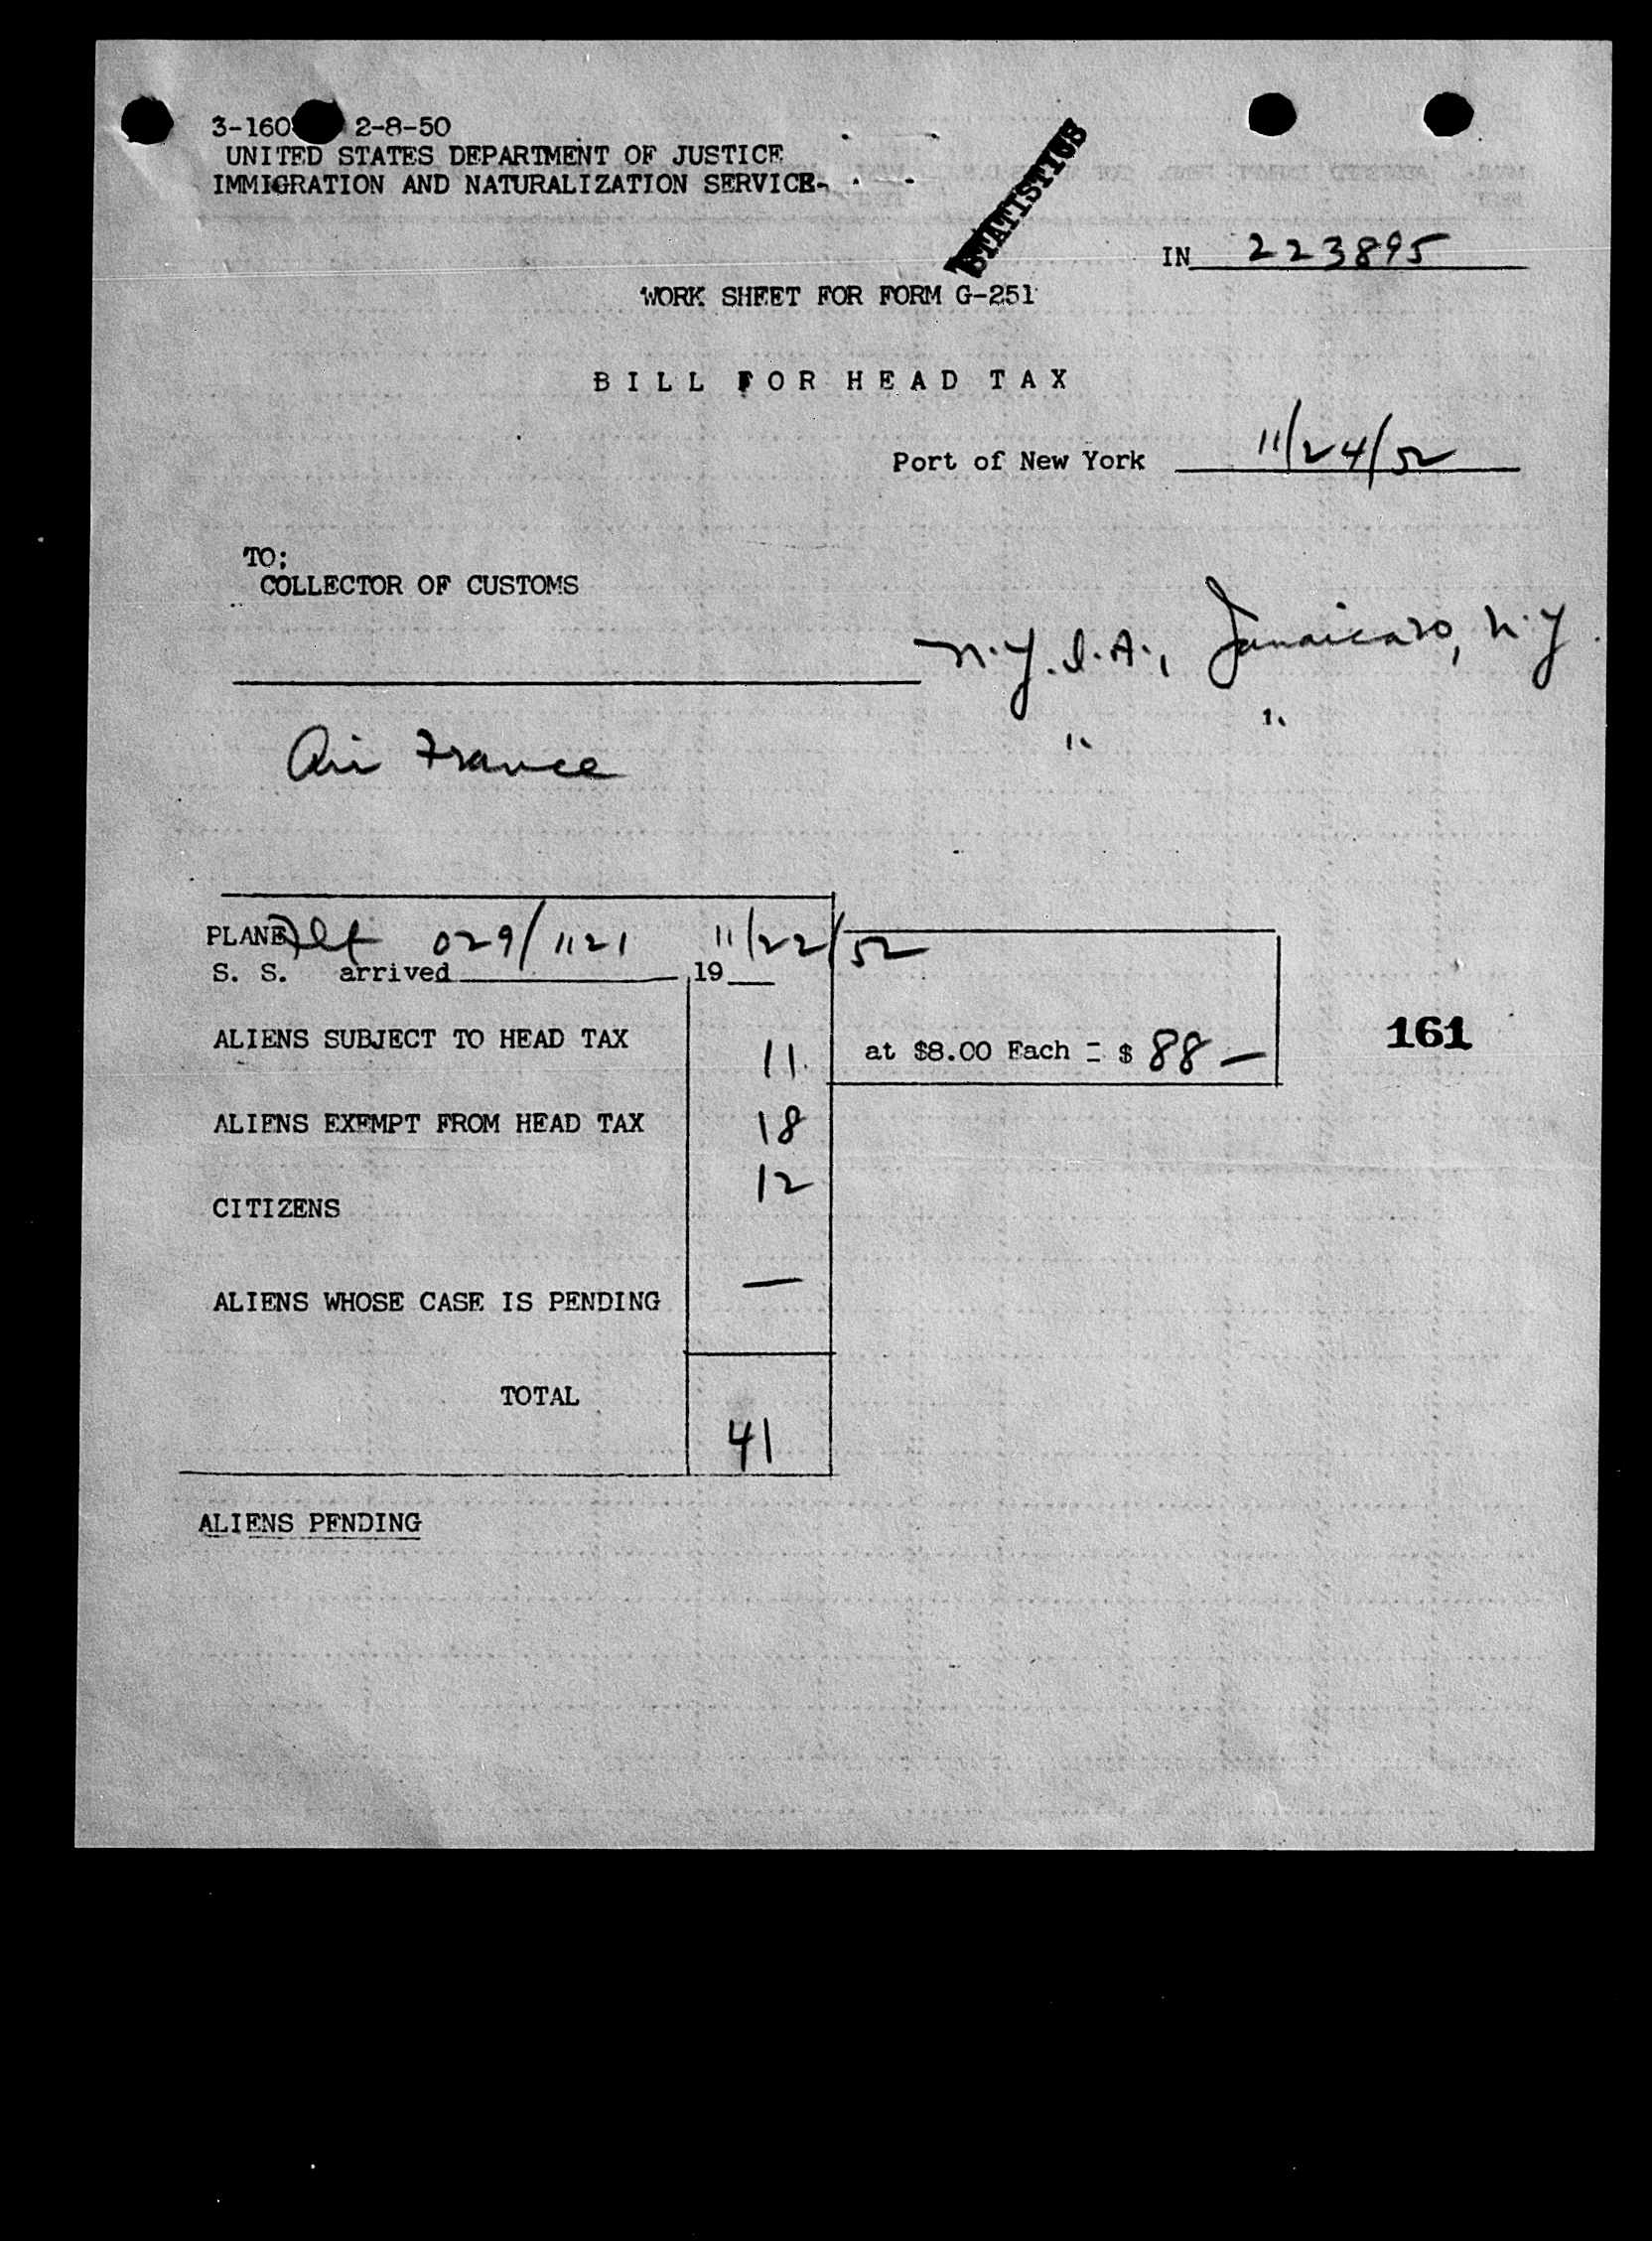 3-160 2-8-50
UNITED STATES DEPARTMENT OF JUSTICE
IMMIGRATION AND NATURALIZATION SERVICE
STATISTICS
IN 223895
WORK SHEET FOR FORM G-251
BILL FOR HEAD TAX
Port of New York 11/24/52
TO;
COLLECTOR OF CUSTOMS
N.Y.I.A., Jamaica 30, N.Y.
" "
Air France
PLANE Flt 029/1121 11/22/52
S. S. arrived 19
ALIENS SUBJECT TO HEAD TAX 11 at $8.00 Each = $ 88 —
161
ALIENS EXEMPT FROM HEAD TAX 18
CITIZENS 12
ALIENS WHOSE CASE IS PENDING —
TOTAL 41
ALIENS PENDING